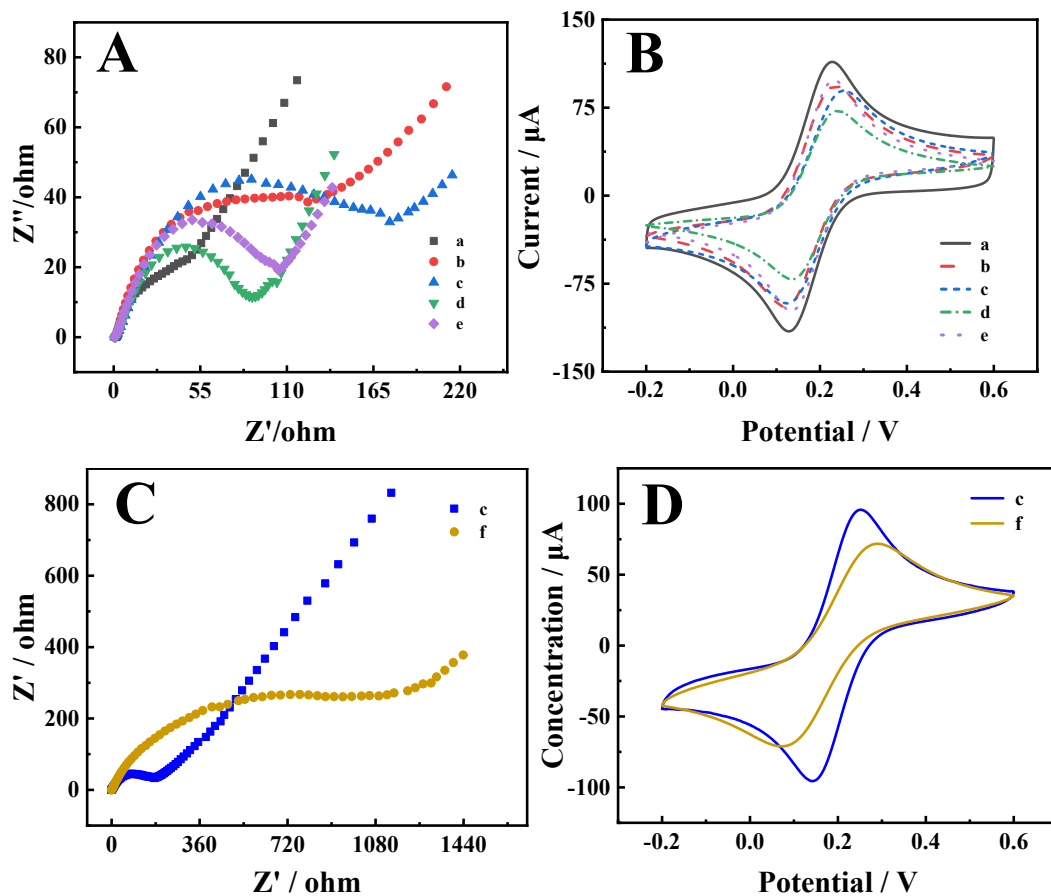 A
80
60
40
20
0
Z''/ohm
a
b
c
d
e
0 55 110 165 220
Z'/ohm
B
150
75
0
-75
-150
Current / μA
a
b
c
d
e
-0.2 0.0 0.2 0.4 0.6
Potential / V
C
800
600
400
200
0
Z' / ohm
c
f
0 360 720 1080 1440
Z' / ohm
D
100
50
0
-50
-100
Concentration / μA
c
f
-0.2 0.0 0.2 0.4 0.6
Potential / V